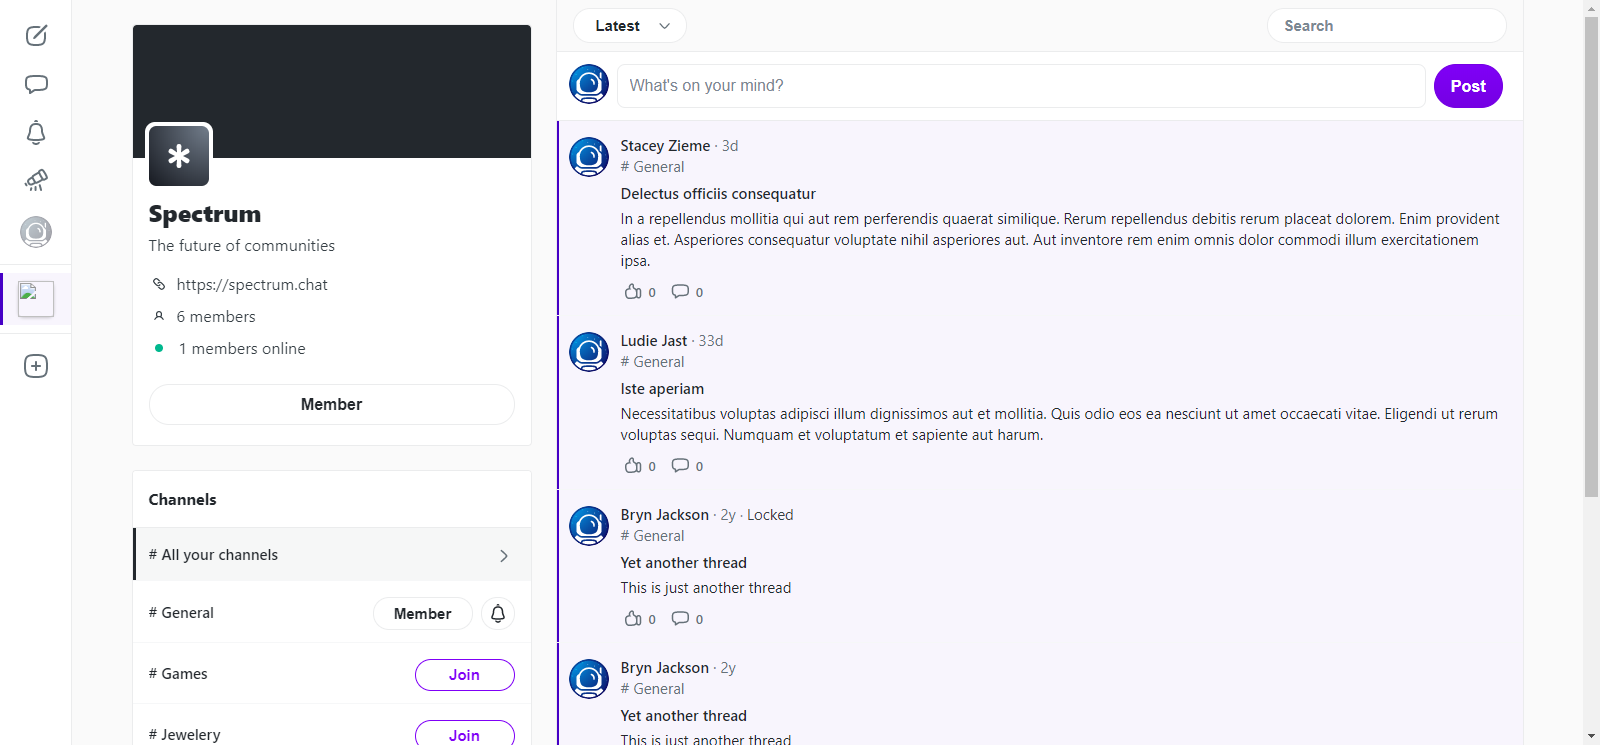 Latest
Search
What's on your mind?
Post
Spectrum
The future of communities
https://spectrum.chat
6 members
1 members online
Member
Channels
# All your channels
# General
Member
# Games
Join
# Jewelery
Join
Stacey Zieme · 3d
# General
Delectus officiis consequatur
In a repellendus mollitia qui aut rem perferendis quaerat similique. Rerum repellendus debitis rerum placeat dolorem. Enim provident
alias et. Asperiores consequatur voluptate nihil asperiores aut. Aut inventore rem enim omnis dolor commodi illum exercitationem
ipsa.
0 0
Ludie Jast · 33d
# General
Iste aperiam
Necessitatibus voluptas adipisci illum dignissimos aut et mollitia. Quis odio eos ea nesciunt ut amet occaecati vitae. Eligendi ut rerum
voluptas sequi. Numquam et voluptatum et sapiente aut harum.
0 0
Bryn Jackson · 2y · Locked
# General
Yet another thread
This is just another thread
0 0
Bryn Jackson · 2y
# General
Yet another thread
This is just another thread